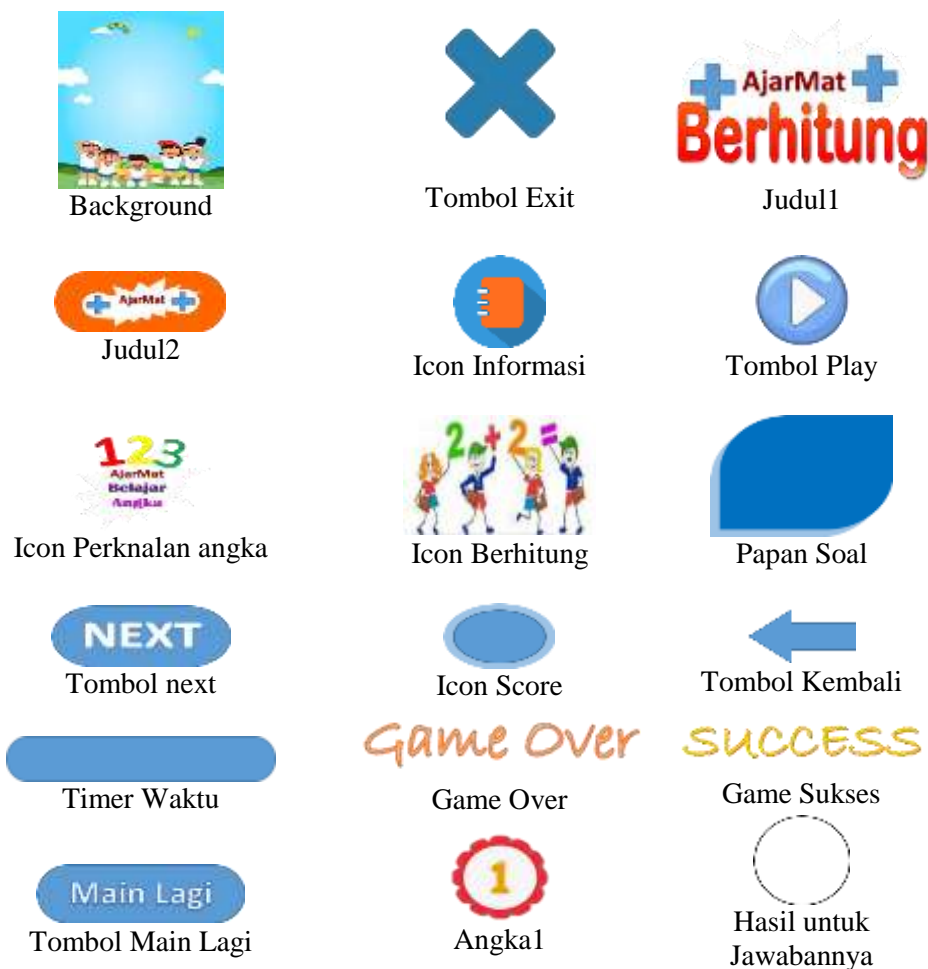 AjarMat
Berhitung
Background
Tombol Exit
Judul1
AjarMat
Judul2
Icon Informasi
Tombol Play
123
AjarMat
Belajar
Angka
2+2=
Icon Perknalan angka
Icon Berhitung
Papan Soal
NEXT
Tombol next
Icon Score
Tombol Kembali
Game Over
SUCCESS
Timer Waktu
Game Over
Game Sukses
Main Lagi
1
Tombol Main Lagi
Angka1
Hasil untuk
Jawabannya